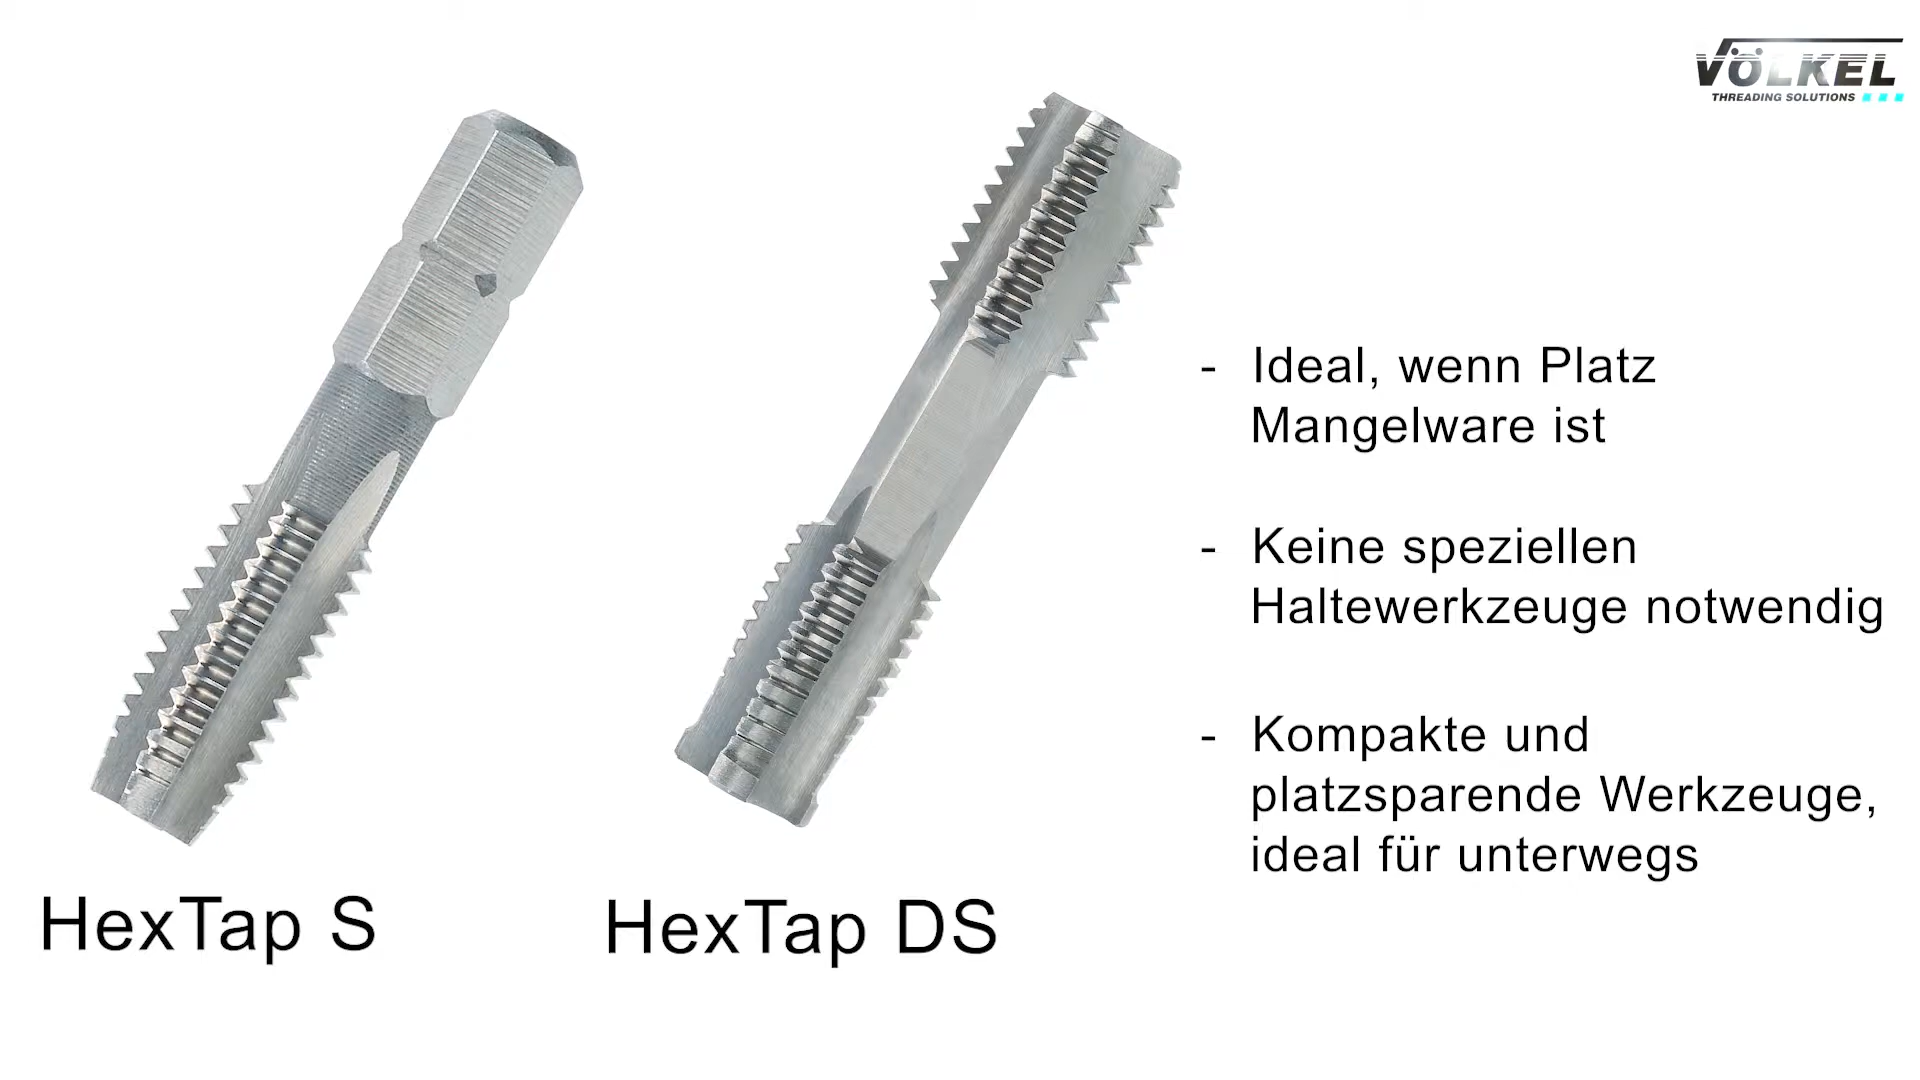 VÖLKEL
THREADING SOLUTIONS
- Ideal, wenn Platz
Mangelware ist
- Keine speziellen
Haltewerkzeuge notwendig
- Kompakte und
platzsparende Werkzeuge,
ideal für unterwegs
HexTap S
HexTap DS